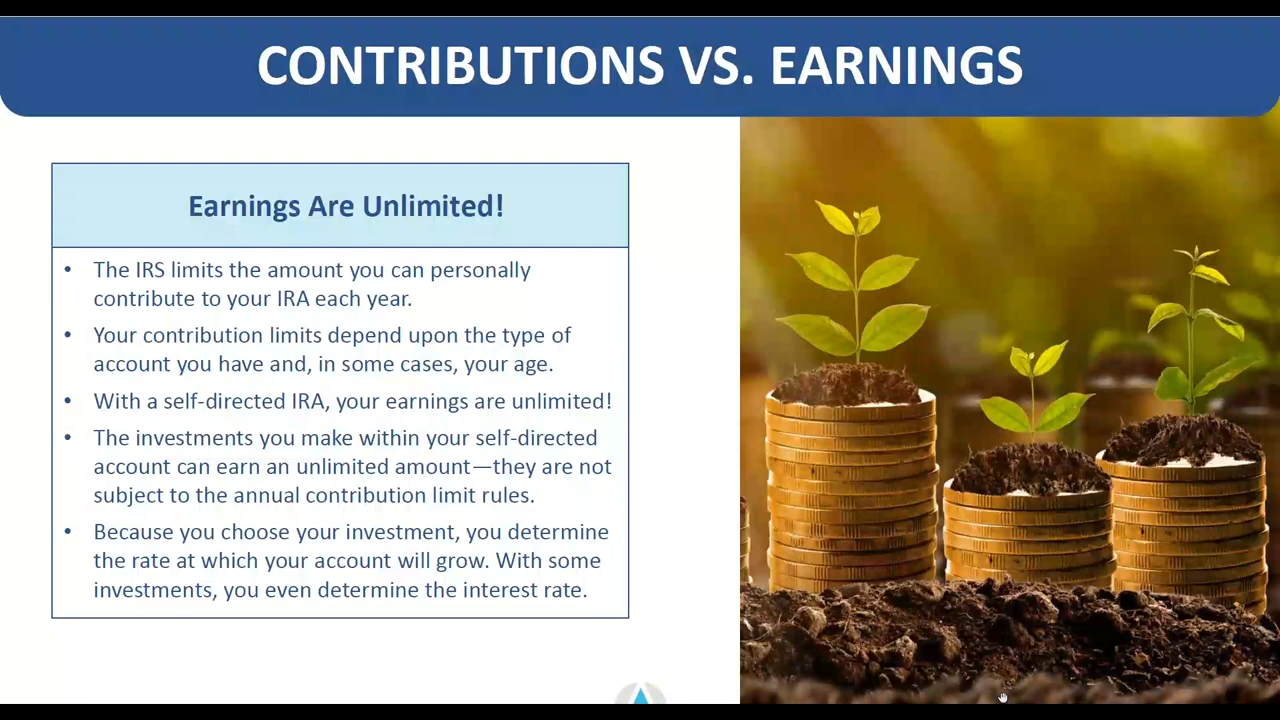 CONTRIBUTIONS VS. EARNINGS
Earnings Are Unlimited!
• The IRS limits the amount you can personally
contribute to your IRA each year.
• Your contribution limits depend upon the type of
account you have and, in some cases, your age.
• With a self-directed IRA, your earnings are unlimited!
• The investments you make within your self-directed
account can earn an unlimited amount—they are not
subject to the annual contribution limit rules.
• Because you choose your investment, you determine
the rate at which your account will grow. With some
investments, you even determine the interest rate.